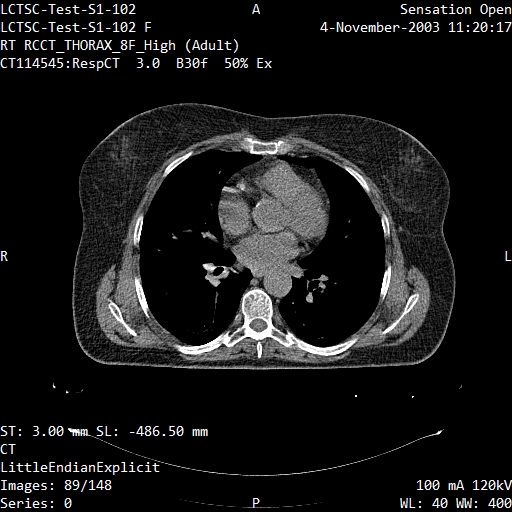 LCTSC-Test-S1-102 A Sensation Open
LCTSC-Test-S1-102 F 4-November-2003 11:20:17
RT RCCT_THORAX_8F_High (Adult)
CT114545:RespCT 3.0 B30f 50% Ex
R L
ST: 3.00 mm SL: -486.50 mm
CT
LittleEndianExplicit
Images: 89/148 100 mA 120kV
Series: 0 P WL: 40 WW: 400